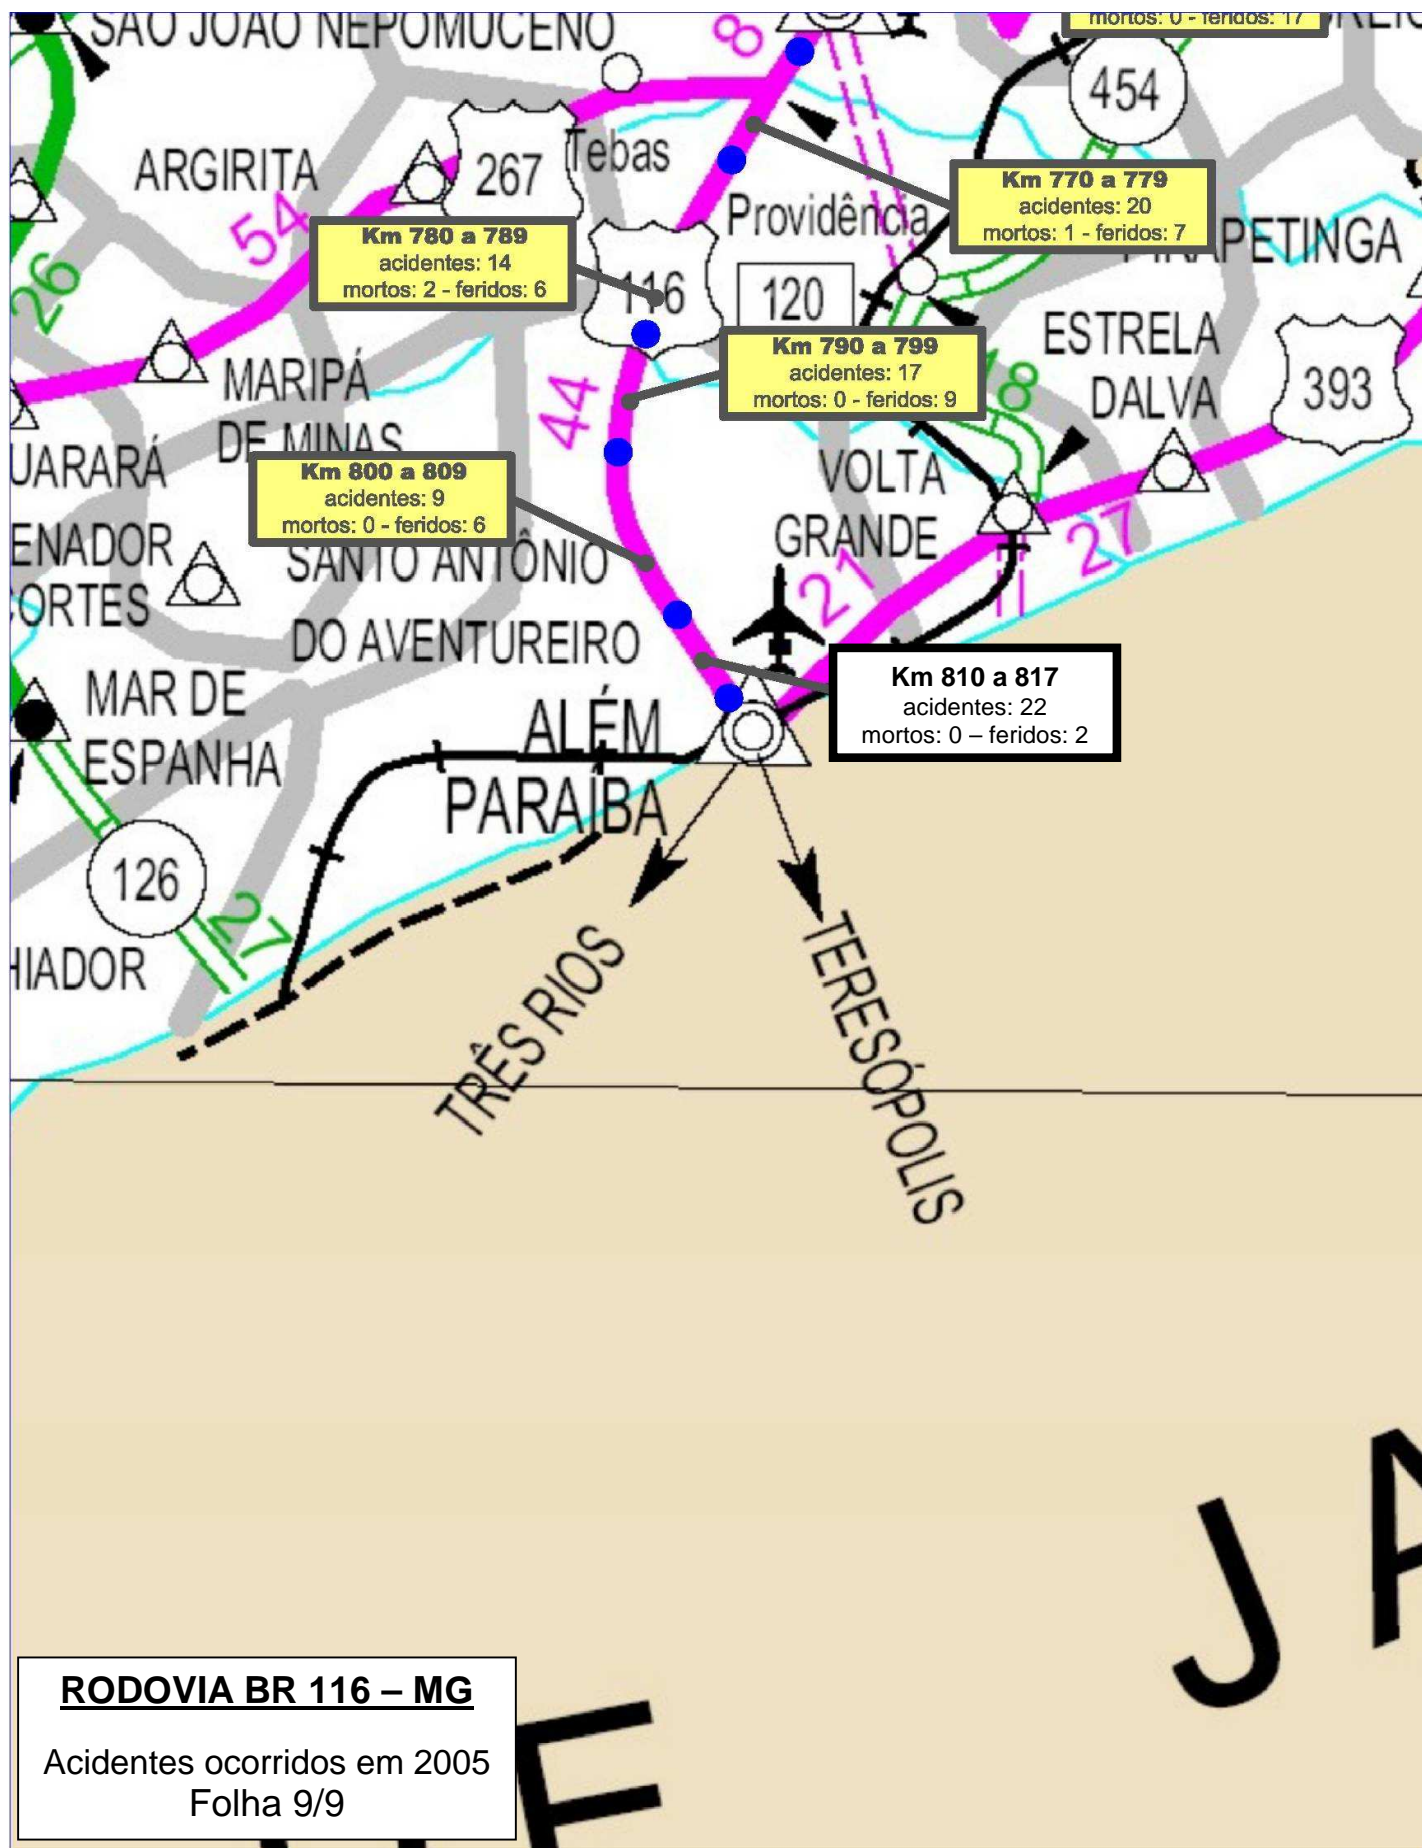 mortos: 0 - feridos: 17
SÃO JOÃO NEPOMUCENO
8
454
ARGIRITA
267
Tebas
54
Km 770 a 779
acidentes: 20
mortos: 1 - feridos: 7
Providência
PIRAPETINGA
Km 780 a 789
acidentes: 14
mortos: 2 - feridos: 6
26
116
120
Km 790 a 799
acidentes: 17
mortos: 0 - feridos: 9
18
ESTRELA
DALVA
393
MARIPÁ
DE MINAS
44
UARARÁ
Km 800 a 809
acidentes: 9
mortos: 0 - feridos: 6
VOLTA
GRANDE
27
ENADOR
CORTES
SANTO ANTÔNIO
DO AVENTUREIRO
21
Km 810 a 817
acidentes: 22
mortos: 0 – feridos: 2
MAR DE
ESPANHA
ALÉM
PARAÍBA
126
27
HIADOR
TRÊS RIOS
TERESÓPOLIS
J A
RODOVIA BR 116 – MG
Acidentes ocorridos em 2005
Folha 9/9